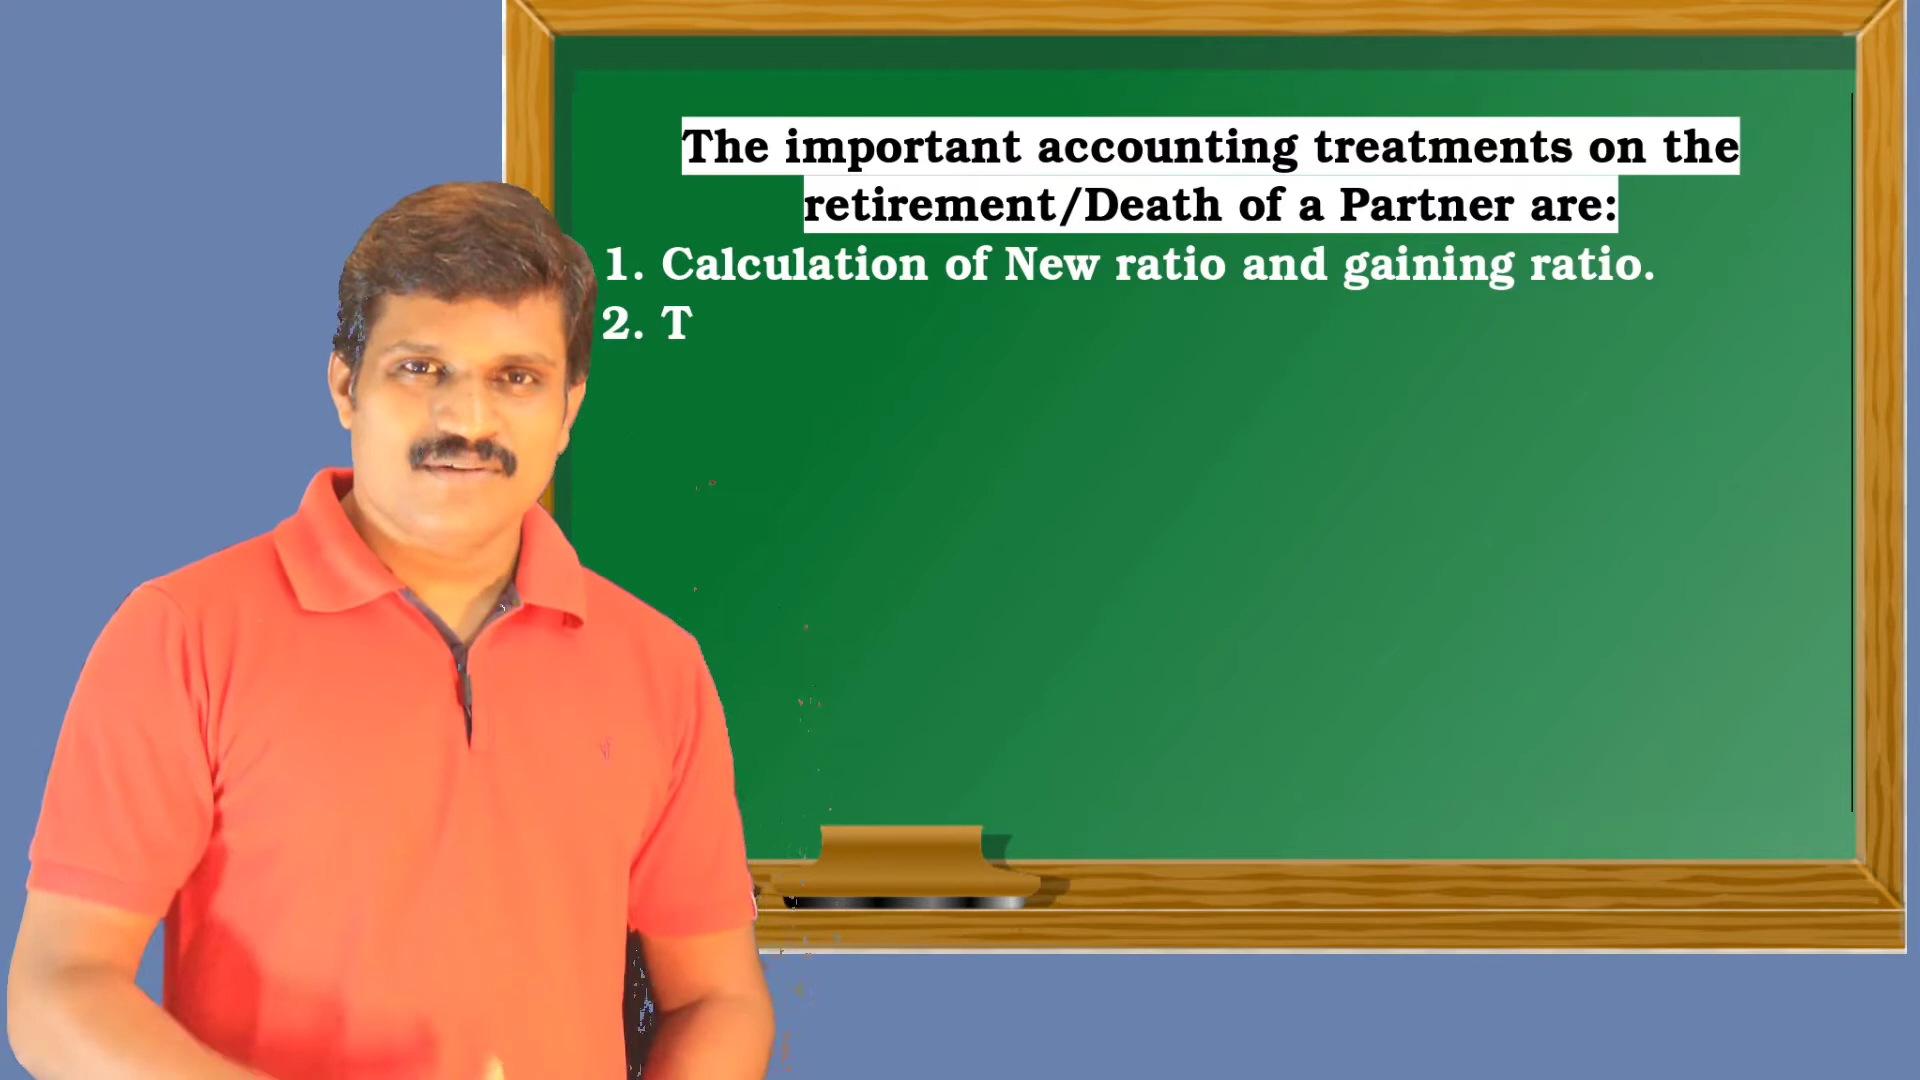 The important accounting treatments on the
retirement/Death of a Partner are:
1. Calculation of New ratio and gaining ratio.
2. T